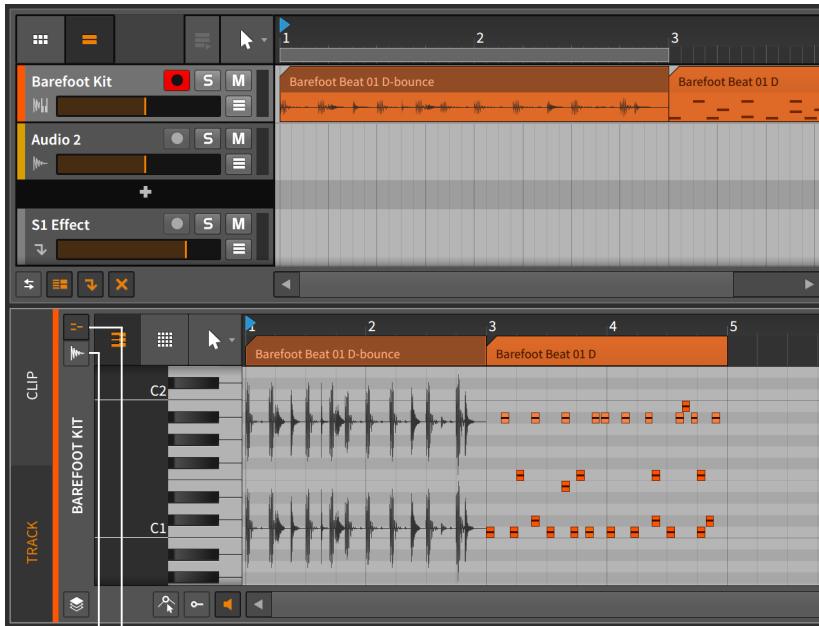 1 2 3
Barefoot Kit S M
Barefoot Beat 01 D-bounce Barefoot Beat 01 D
Audio 2 S M
S1 Effect S M
CLIP
TRACK
BAREFOOT KIT
1 2 3 4 5
Barefoot Beat 01 D-bounce Barefoot Beat 01 D
C2
C1